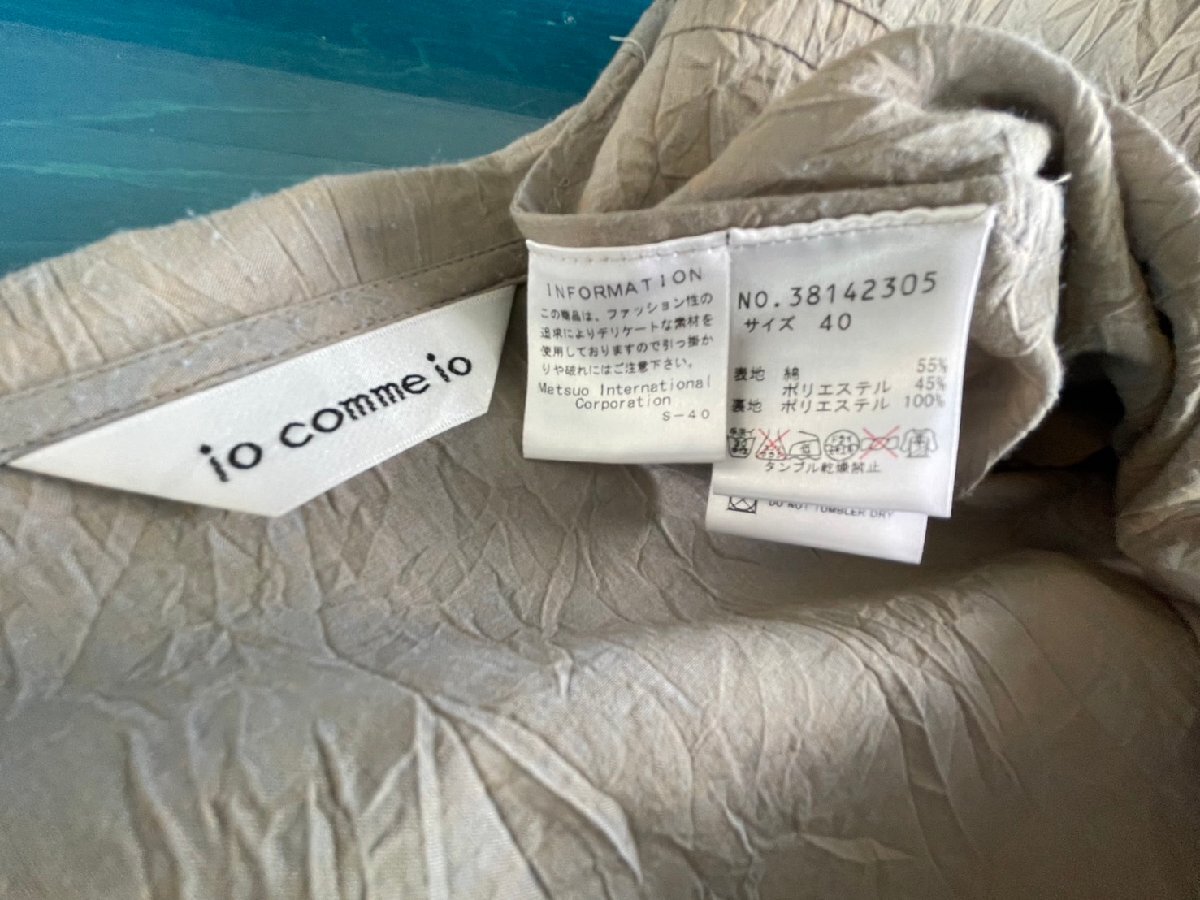 io comme io
INFORMATION
この商品は、ファッション性の
追求によりデリケートな素材を
使用しておりますので引っ掛か
りや破れにはご注意下さい。
Matsuo International
Corporation
S-40
NO.38142305
サイズ 40
表地 綿 55%
ポリエステル 45%
裏地 ポリエステル 100%
タンブル乾燥禁止
DO NOT TUMBLER DRY